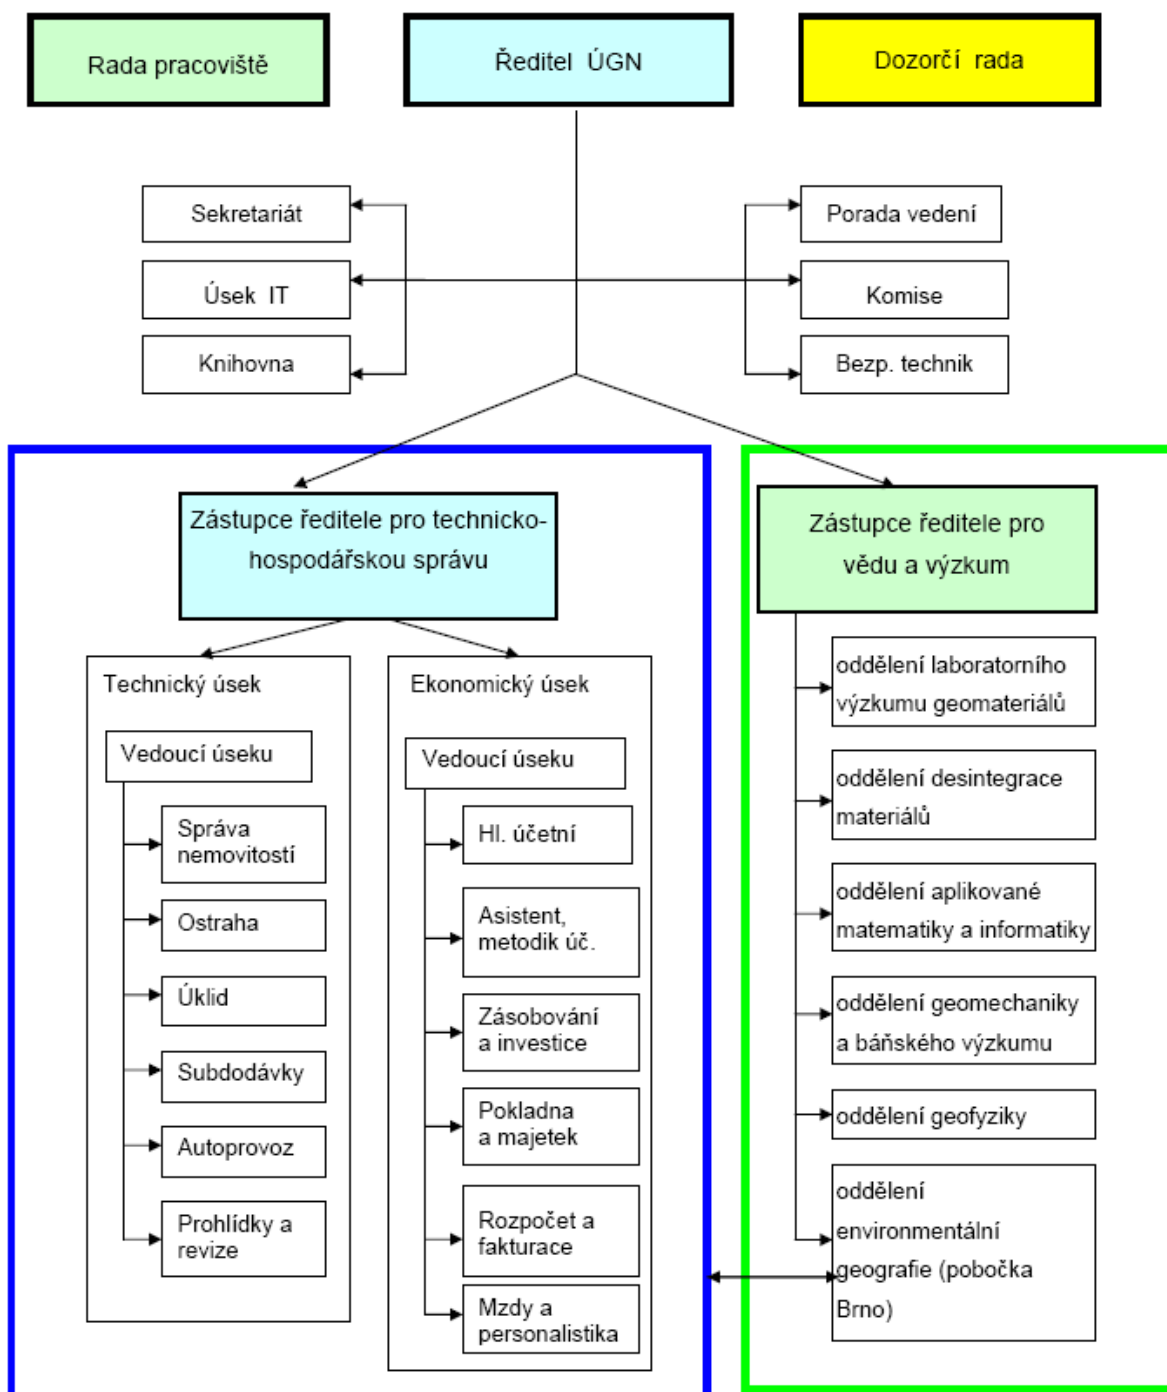 Rada pracoviště
Ředitel ÚGN
Dozorčí rada
Sekretariát
Porada vedení
Úsek IT
Komise
Knihovna
Bezp. technik
Zástupce ředitele pro technicko-
hospodářskou správu
Technický úsek
Vedoucí úseku
Správa
nemovitostí
Ostraha
Úklid
Subdodávky
Autoprovoz
Prohlídky a
revize
Ekonomický úsek
Vedoucí úseku
Hl. účetní
Asistent,
metodik úč.
Zásobování
a investice
Pokladna
a majetek
Rozpočet a
fakturace
Mzdy a
personalistika
Zástupce ředitele pro
vědu a výzkum
oddělení laboratorního
výzkumu geomateriálů
oddělení desintegrace
materiálů
oddělení aplikované
matematiky a informatiky
oddělení geomechaniky
a báňského výzkumu
oddělení geofyziky
oddělení
environmentální
geografie (pobočka
Brno)